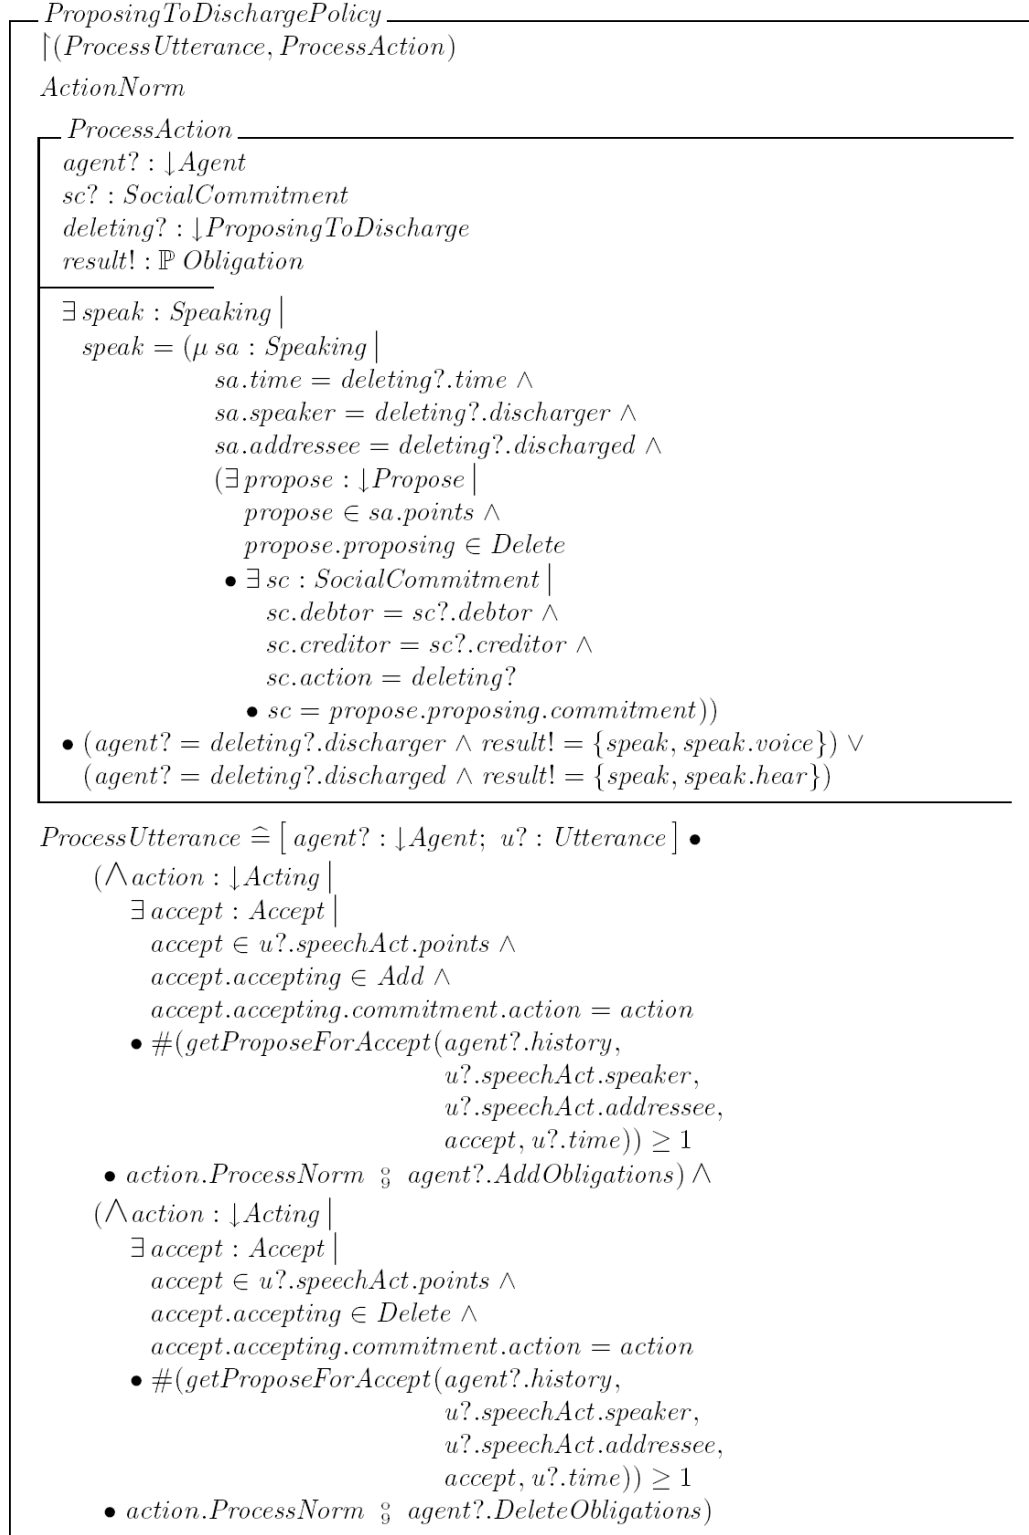 ProposingToDischargePolicy
↾(ProcessUtterance, ProcessAction)
ActionNorm
ProcessAction
agent? : ↓Agent
sc? : SocialCommitment
deleting? : ↓ProposingToDischarge
result! : ℙ Obligation
∃ speak : Speaking |
speak = (μ sa : Speaking |
sa.time = deleting?.time ∧
sa.speaker = deleting?.discharger ∧
sa.addressee = deleting?.discharged ∧
(∃ propose : ↓Propose |
propose ∈ sa.points ∧
propose.proposing ∈ Delete
• ∃ sc : SocialCommitment |
sc.debtor = sc?.debtor ∧
sc.creditor = sc?.creditor ∧
sc.action = deleting?
• sc = propose.proposing.commitment))
• (agent? = deleting?.discharger ∧ result! = {speak, speak.voice}) ∨
(agent? = deleting?.discharged ∧ result! = {speak, speak.hear})
ProcessUtterance ≙ [ agent? : ↓Agent; u? : Utterance ] •
(⋀ action : ↓Acting |
∃ accept : Accept |
accept ∈ u?.speechAct.points ∧
accept.accepting ∈ Add ∧
accept.accepting.commitment.action = action
• #(getProposeForAccept(agent?.history,
u?.speechAct.speaker,
u?.speechAct.addressee,
accept, u?.time)) ≥ 1
• action.ProcessNorm ⨟ agent?.AddObligations) ∧
(⋀ action : ↓Acting |
∃ accept : Accept |
accept ∈ u?.speechAct.points ∧
accept.accepting ∈ Delete ∧
accept.accepting.commitment.action = action
• #(getProposeForAccept(agent?.history,
u?.speechAct.speaker,
u?.speechAct.addressee,
accept, u?.time)) ≥ 1
• action.ProcessNorm ⨟ agent?.DeleteObligations)